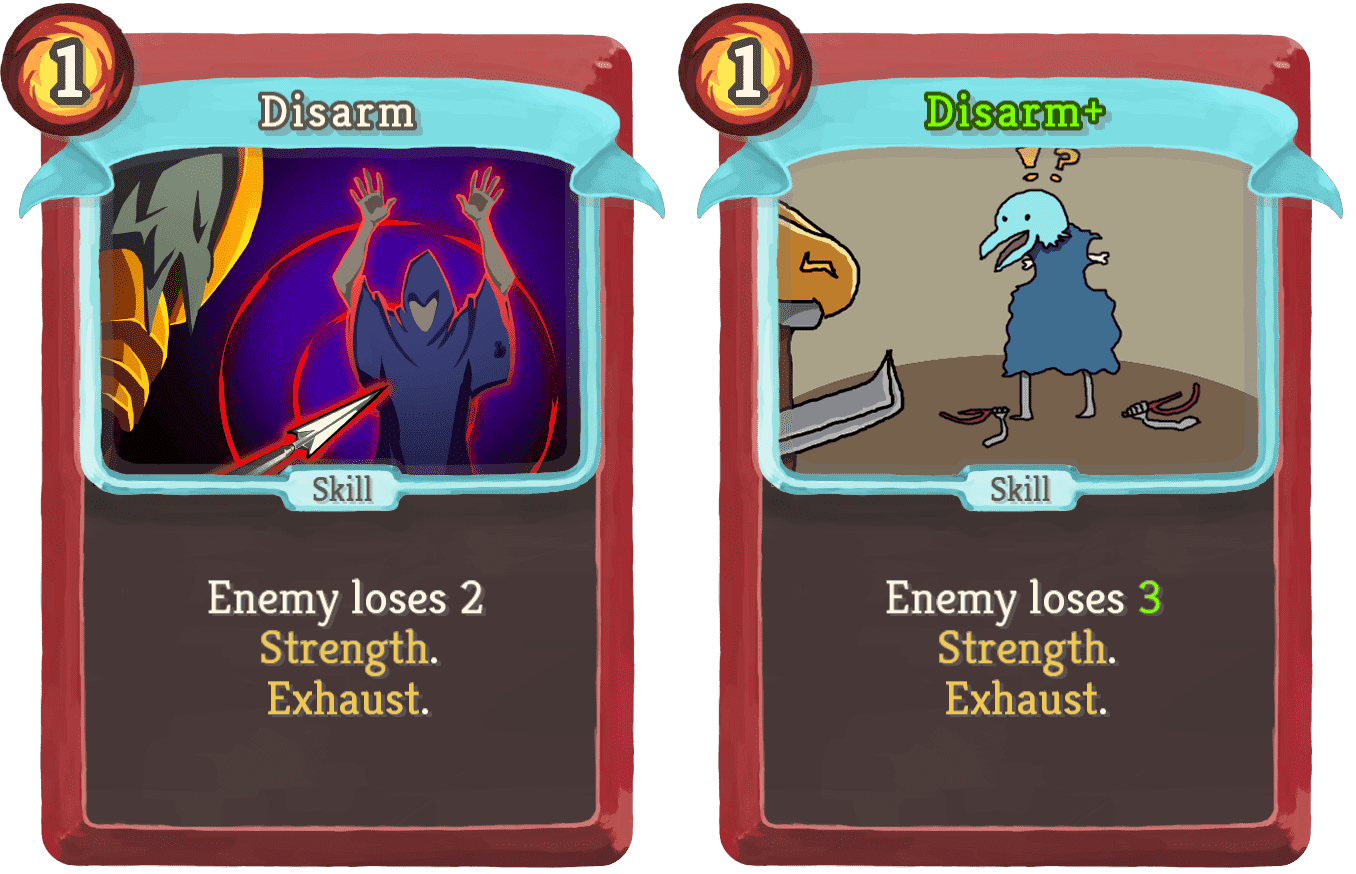 1
Disarm
Skill
Enemy loses 2
Strength.
Exhaust.
1
Disarm+
!?
Skill
Enemy loses 3
Strength.
Exhaust.